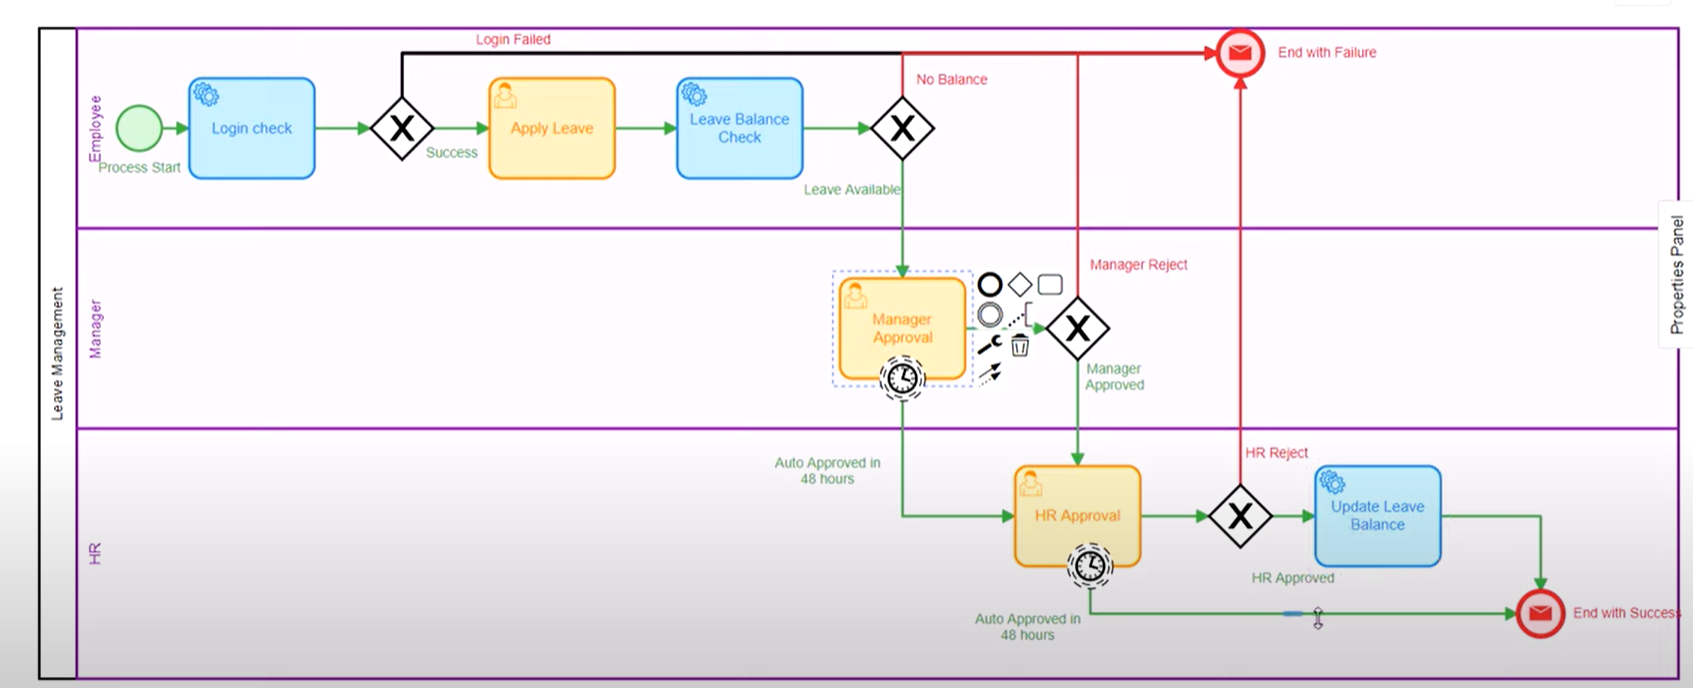 Login Failed
End with Failure
No Balance
Employee
Login check
Apply Leave
Leave Balance
Check
Process Start
Success
Leave Available
Properties Panel
Leave Management
Manager
Manager Reject
Manager
Approval
Manager
Approved
HR
Auto Approved in
48 hours
HR Reject
HR Approval
Update Leave
Balance
HR Approved
Auto Approved in
48 hours
End with Success